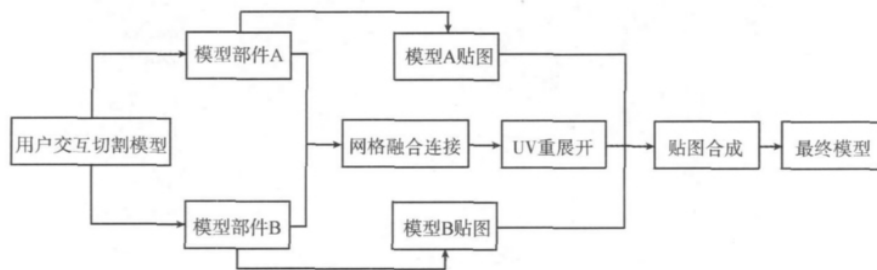 模型部件A
模型A贴图
用户交互切割模型
网格融合连接
UV重展开
贴图合成
最终模型
模型部件B
模型B贴图